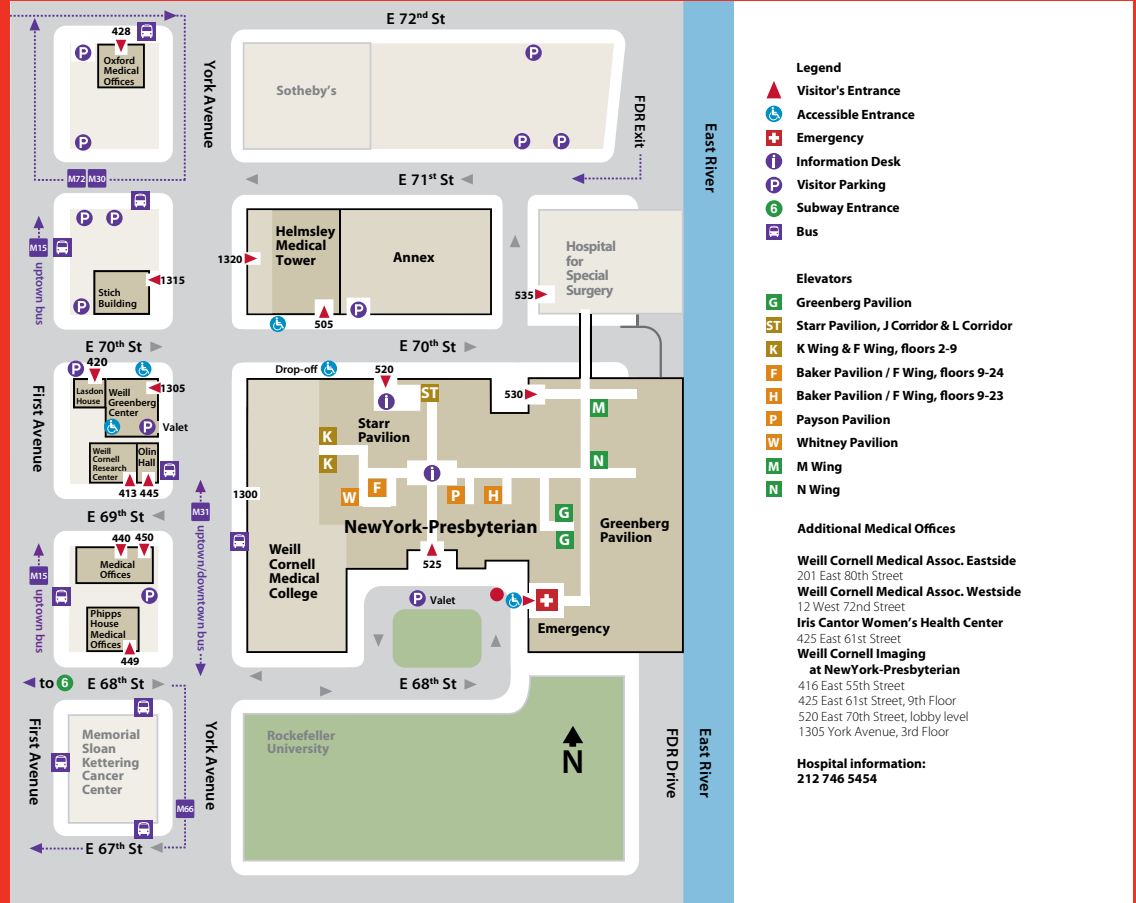 E 72nd St
428
Oxford
Medical
Offices
P
P
York Avenue
Sotheby's
P
P
P
FDR Exit
East River
M72 M30
E 71st St
M15
uptown bus
P
P
1315
Stich
Building
P
1320
Helmsley
Medical
Tower
Annex
505
P
Hospital
for
Special
Surgery
535
E 70th St
E 70th St
P
420
Lasdon
House
Weill
Greenberg
Center
1305
P
Valet
Weill
Cornell
Research
Center
Olin
Hall
413 445
First Avenue
Drop-off
520
i
ST
530
M
Starr
Pavilion
K
K
i
N
W
F
P
H
G
G
1300
NewYork-Presbyterian
Greenberg
Pavilion
Weill
Cornell
Medical
College
525
P Valet
Emergency
E 69th St
M31
uptown/downtown bus
440 450
Medical
Offices
M15
uptown bus
P
Phipps
House
Medical
Offices
449
to 6
E 68th St
E 68th St
First Avenue
Memorial
Sloan
Kettering
Cancer
Center
York Avenue
M66
E 67th St
Rockefeller
University
N
FDR Drive
East River
Legend
Visitor's Entrance
Accessible Entrance
Emergency
i Information Desk
P Visitor Parking
6 Subway Entrance
Bus
Elevators
G Greenberg Pavilion
ST Starr Pavilion, J Corridor & L Corridor
K K Wing & F Wing, floors 2-9
F Baker Pavilion / F Wing, floors 9-24
H Baker Pavilion / F Wing, floors 9-23
P Payson Pavilion
W Whitney Pavilion
M M Wing
N N Wing
Additional Medical Offices
Weill Cornell Medical Assoc. Eastside
201 East 80th Street
Weill Cornell Medical Assoc. Westside
12 West 72nd Street
Iris Cantor Women's Health Center
425 East 61st Street
Weill Cornell Imaging
at NewYork-Presbyterian
416 East 55th Street
425 East 61st Street, 9th Floor
520 East 70th Street, lobby level
1305 York Avenue, 3rd Floor
Hospital information:
212 746 5454